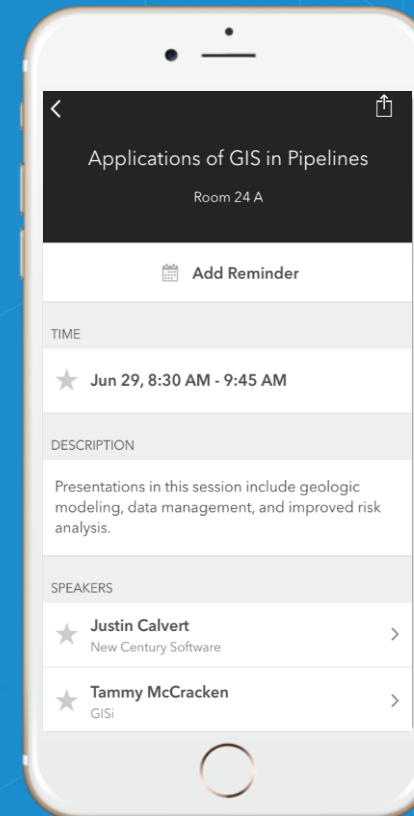 Applications of GIS in Pipelines
Room 24 A
Add Reminder
TIME
Jun 29, 8:30 AM - 9:45 AM
DESCRIPTION
Presentations in this session include geologic
modeling, data management, and improved risk
analysis.
SPEAKERS
Justin Calvert
New Century Software
Tammy McCracken
GISi